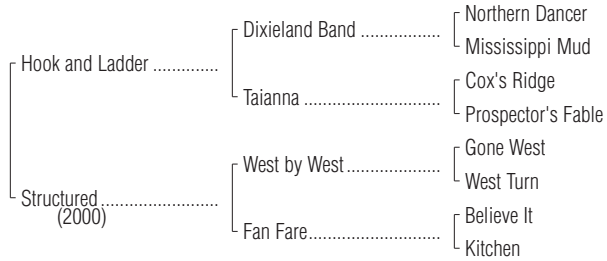 Northern Dancer
Dixieland Band ..................
Mississippi Mud
Hook and Ladder ...............
Cox's Ridge
Taianna ...............................
Prospector's Fable
Gone West
West by West .....................
West Turn
Structured ...........................
(2000)
Believe It
Fan Fare ..............................
Kitchen